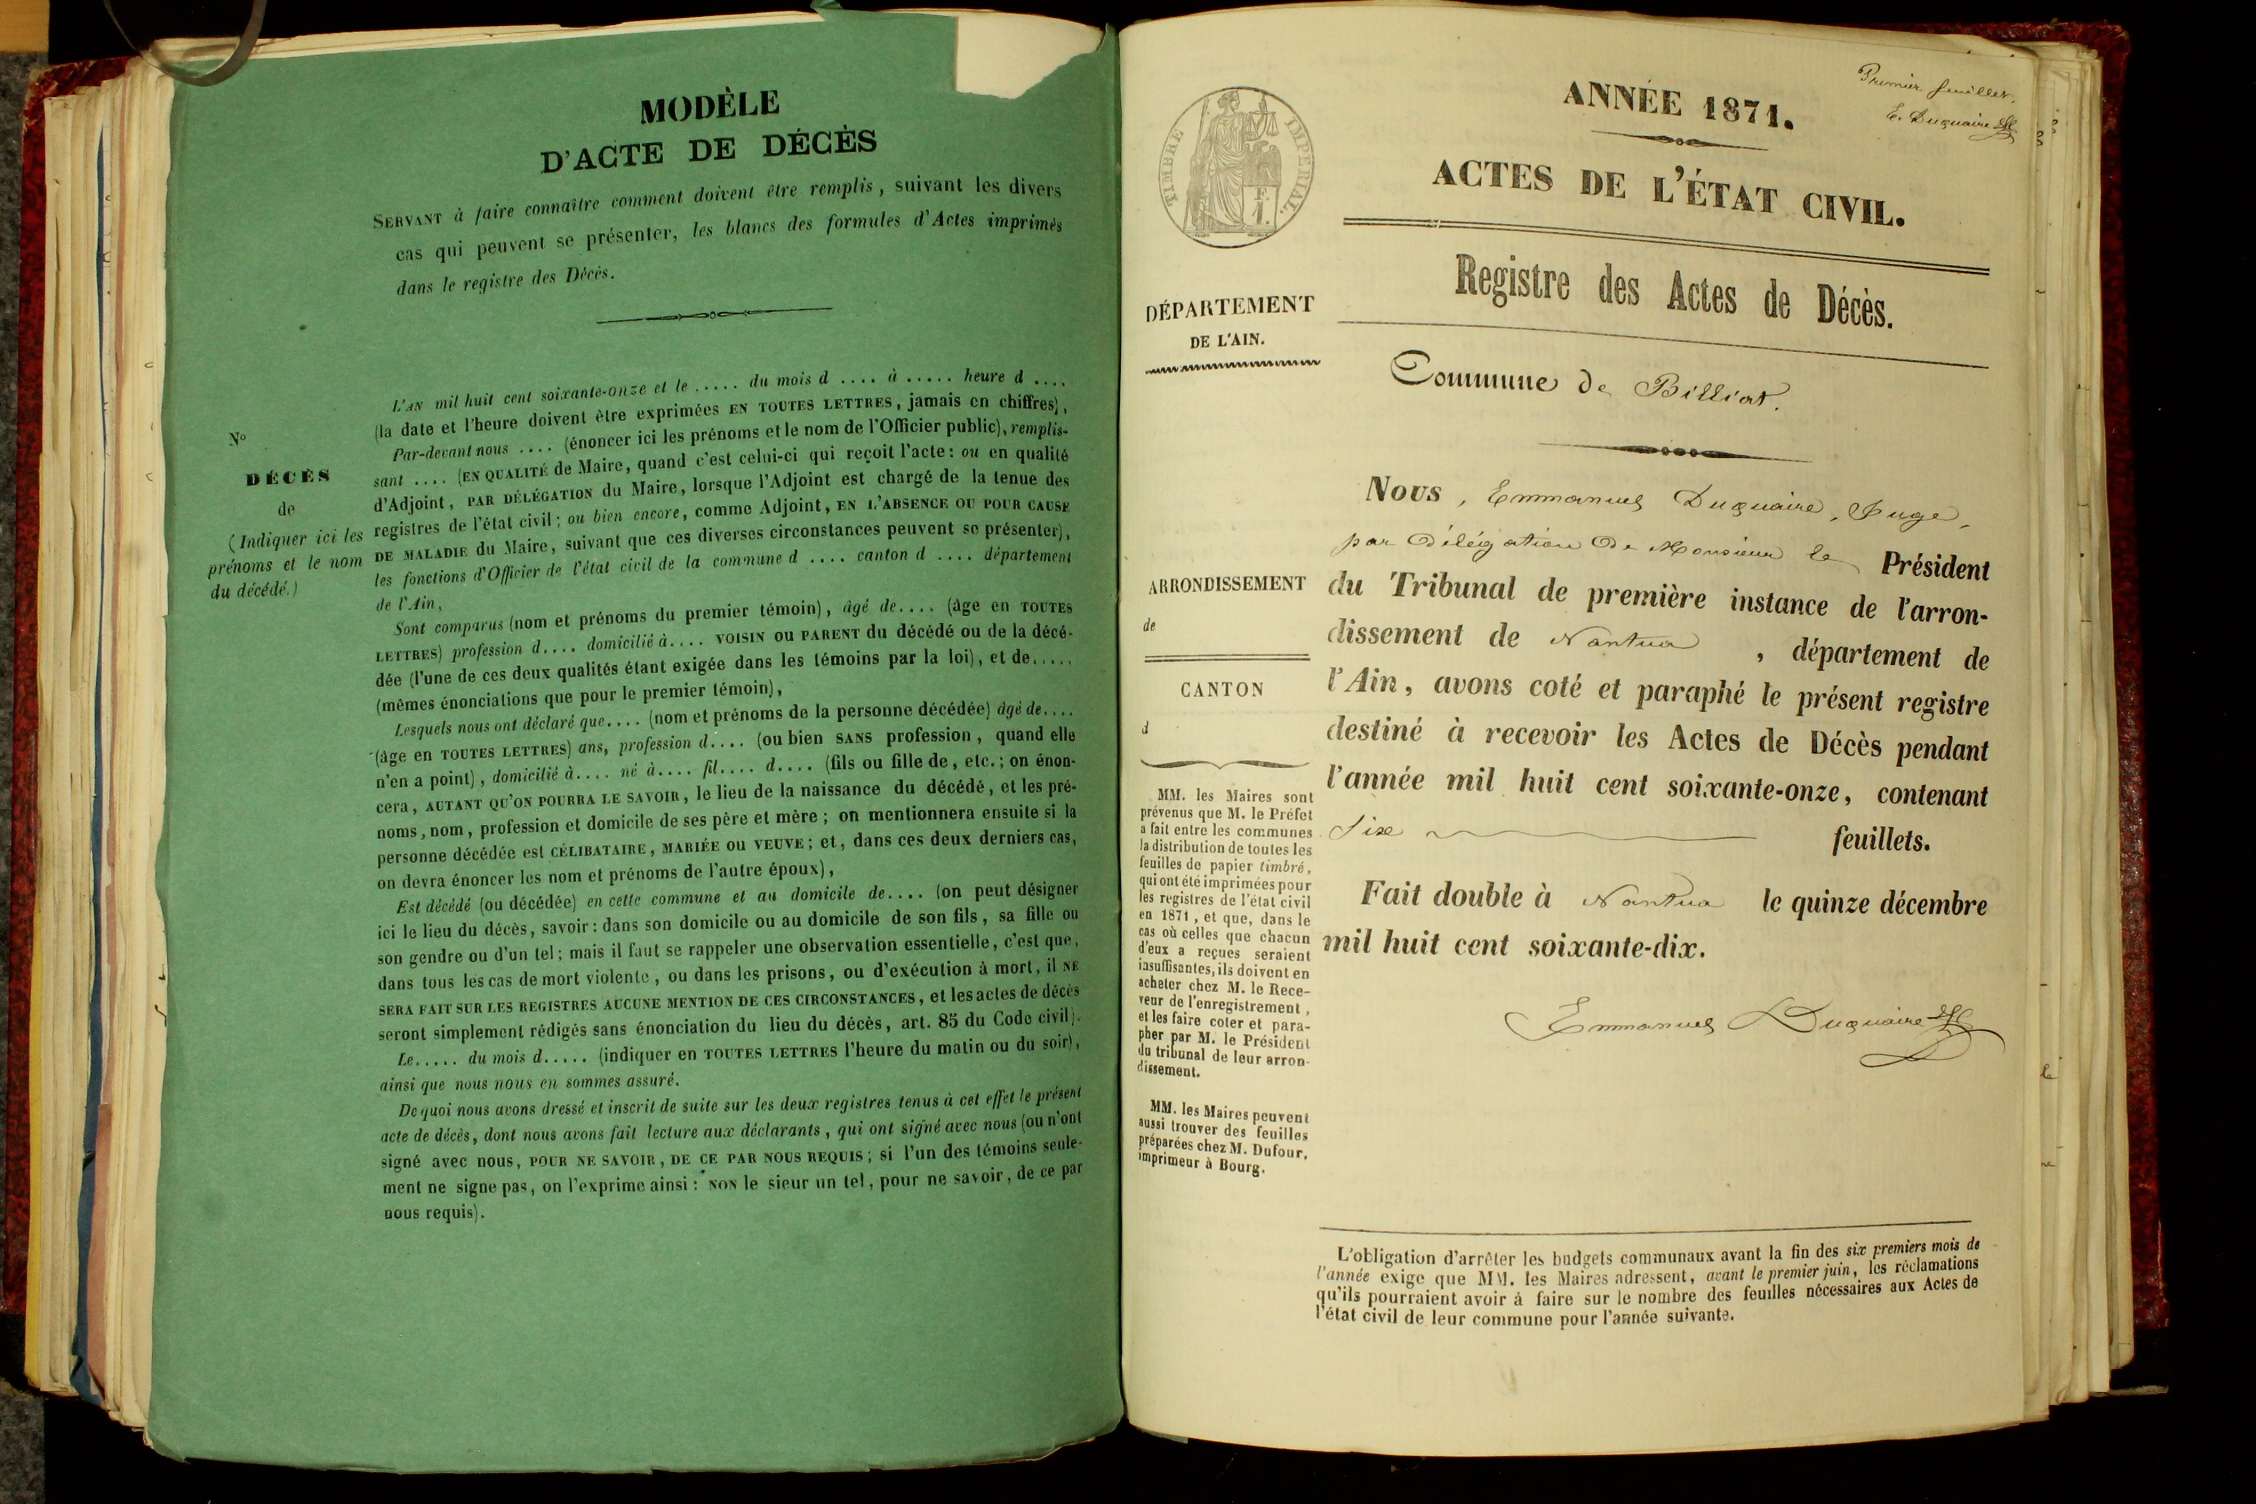 MODÈLE
D'ACTE DE DÉCÈS
SERVANT à faire connaître comment doivent être remplis, suivant les divers
cas qui peuvent se présenter, les blancs des formules d'Actes imprimés
dans le registre des Décès.
N°
DÉCÈS
de
(Indiquer ici les
prénoms et le nom
du décédé.)
L'AN mil huit cent soixante-onze et le ..... du mois d .... à ..... heure d ....
(la date et l'heure doivent être exprimées EN TOUTES LETTRES, jamais en chiffres),
Par-devant nous .... (énoncer ici les prénoms et le nom de l'Officier public), remplis-
sant .... (EN QUALITÉ de Maire, quand c'est celui-ci qui reçoit l'acte: ou en qualité
d'Adjoint, PAR DÉLÉGATION du Maire, lorsque l'Adjoint est chargé de la tenue des
registres de l'état civil; ou bien encore, comme Adjoint, EN L'ABSENCE OU POUR CAUSE
DE MALADIE du Maire, suivant que ces diverses circonstances peuvent se présenter),
les fonctions d'Officier de l'état civil de la commune d .... canton d .... département
de l'Ain,
Sont comparus (nom et prénoms du premier témoin), âgé de.... (âge en TOUTES
LETTRES) profession d.... domicilié à.... VOISIN OU PARENT du décédé ou de la décé-
dée (l'une de ces deux qualités étant exigée dans les témoins par la loi), et de.....
(mêmes énonciations que pour le premier témoin),
Lesquels nous ont déclaré que.... (nom et prénoms de la personne décédée) âgé de....
(âge en TOUTES LETTRES) ans, profession d.... (ou bien SANS profession, quand elle
n'en a point), domicilié à.... né à.... fil.... d.... (fils ou fille de, etc.; on énon-
cera, AUTANT QU'ON POURRA LE SAVOIR, le lieu de la naissance du décédé, et les pré-
noms, nom, profession et domicile de ses père et mère; on mentionnera ensuite si la
personne décédée est CÉLIBATAIRE, MARIÉE OU VEUVE; et, dans ces deux derniers cas,
on devra énoncer les nom et prénoms de l'autre époux),
Est décédé (ou décédée) en cette commune et au domicile de.... (on peut désigner
ici le lieu du décès, savoir: dans son domicile ou au domicile de son fils, sa fille ou
son gendre ou d'un tel; mais il faut se rappeler une observation essentielle, c'est que,
dans tous les cas de mort violente, ou dans les prisons, ou d'exécution à mort, il NE
SERA FAIT SUR LES REGISTRES AUCUNE MENTION DE CES CIRCONSTANCES, et les actes de décès
seront simplement rédigés sans énonciation du lieu du décès, art. 85 du Code civil).
Le..... du mois d..... (indiquer en TOUTES LETTRES l'heure du matin ou du soir),
ainsi que nous nous en sommes assuré.
De quoi nous avons dressé et inscrit de suite sur les deux registres tenus à cet effet le présent
acte de décès, dont nous avons fait lecture aux déclarants, qui ont signé avec nous (ou n'ont
signé avec nous, POUR NE SAVOIR, DE CE PAR NOUS REQUIS; si l'un des témoins seule-
ment ne signe pas, on l'exprime ainsi: NON le sieur un tel, pour ne savoir, de ce par
nous requis).
Premier feuillet.
E. Duquaire
TIMBRE IMPÉRIAL.
F.
1.
ANNÉE 1871.
ACTES DE L'ÉTAT CIVIL.
Registre des Actes de Décès.
DÉPARTEMENT
DE L'AIN.
Commune de Billiat.
ARRONDISSEMENT
de
CANTON
d
MM. les Maires sont
prévenus que M. le Préfet
a fait entre les communes
la distribution de toutes les
feuilles de papier timbré,
qui ont été imprimées pour
les registres de l'état civil
en 1871, et que, dans le
cas où celles que chacun
d'eux a reçues seraient
insuffisantes, ils doivent en
acheter chez M. le Rece-
veur de l'enregistrement,
et les faire coter et para-
pher par M. le Président
du tribunal de leur arron-
dissement.
MM. les Maires peuvent
aussi trouver des feuilles
préparées chez M. Dufour,
imprimeur à Bourg.
Nous, Emmanuel Duquaire, Juge,
par délégation de Monsieur le Président
du Tribunal de première instance de l'arron-
dissement de Nantua, département de
l'Ain, avons coté et paraphé le présent registre
destiné à recevoir les Actes de Décès pendant
l'année mil huit cent soixante-onze, contenant
Six feuillets.
Fait double à Nantua le quinze décembre
mil huit cent soixante-dix.
Emmanuel Duquaire
L'obligation d'arrêter les budgets communaux avant la fin des six premiers mois de
l'année exige que MM. les Maires adressent, avant le premier juin, les réclamations
qu'ils pourraient avoir à faire sur le nombre des feuilles nécessaires aux Actes de
l'état civil de leur commune pour l'année suivante.